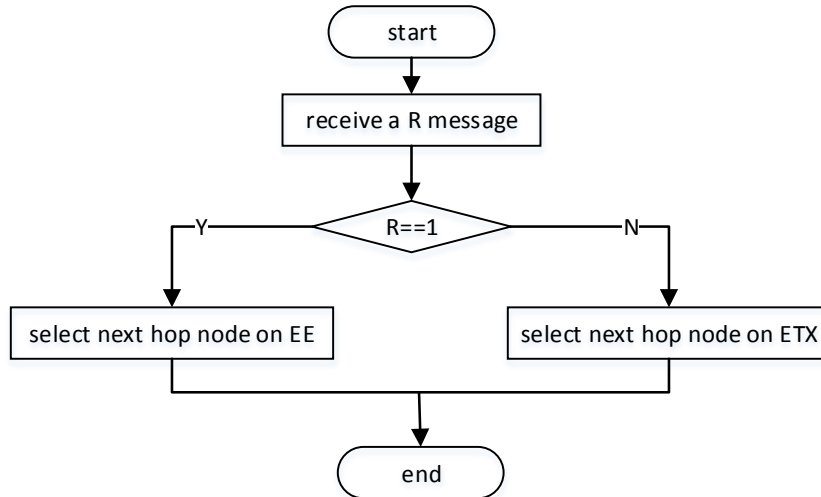 start
receive a R message
R==1
Y
N
select next hop node on EE
select next hop node on ETX
end